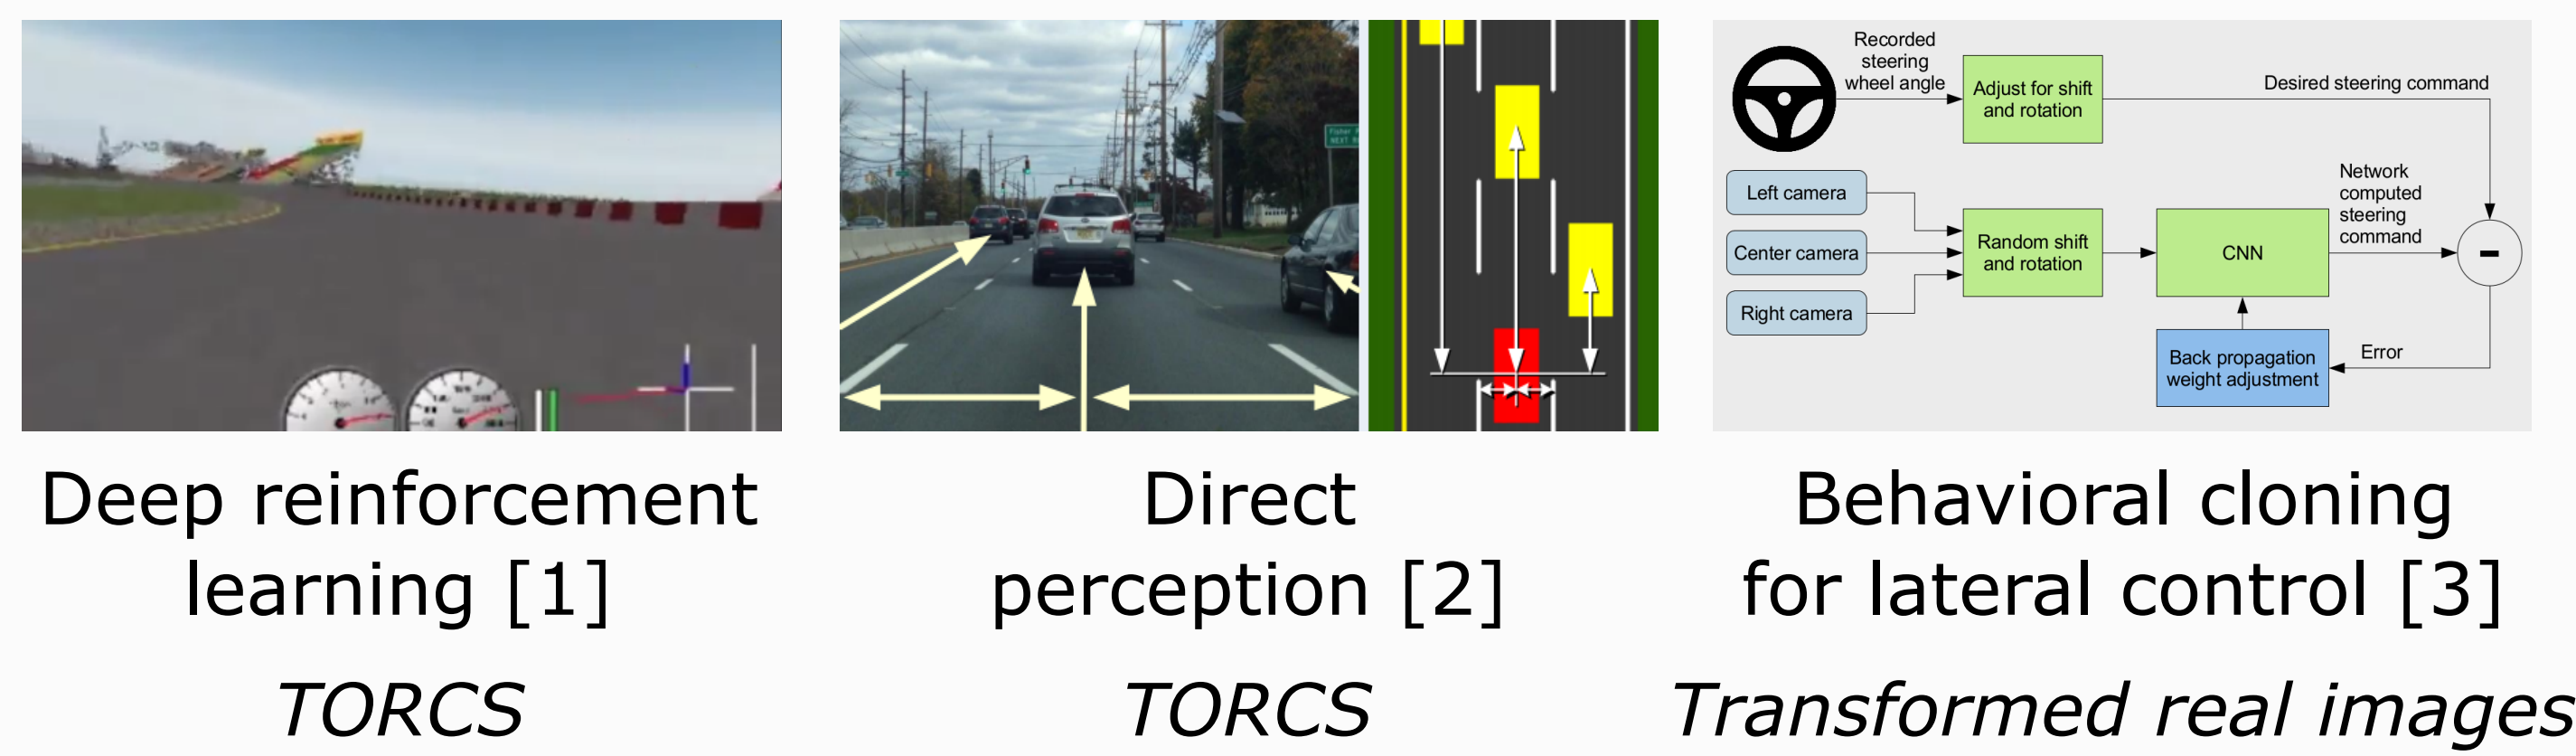 Recorded
steering
wheel angle
Adjust for shift
and rotation
Desired steering command
Left camera
Center camera
Right camera
Random shift
and rotation
CNN
Network
computed
steering
command
-
Back propagation
weight adjustment
Error
Deep reinforcement
learning [1]
TORCS
Direct
perception [2]
TORCS
Behavioral cloning
for lateral control [3]
Transformed real images